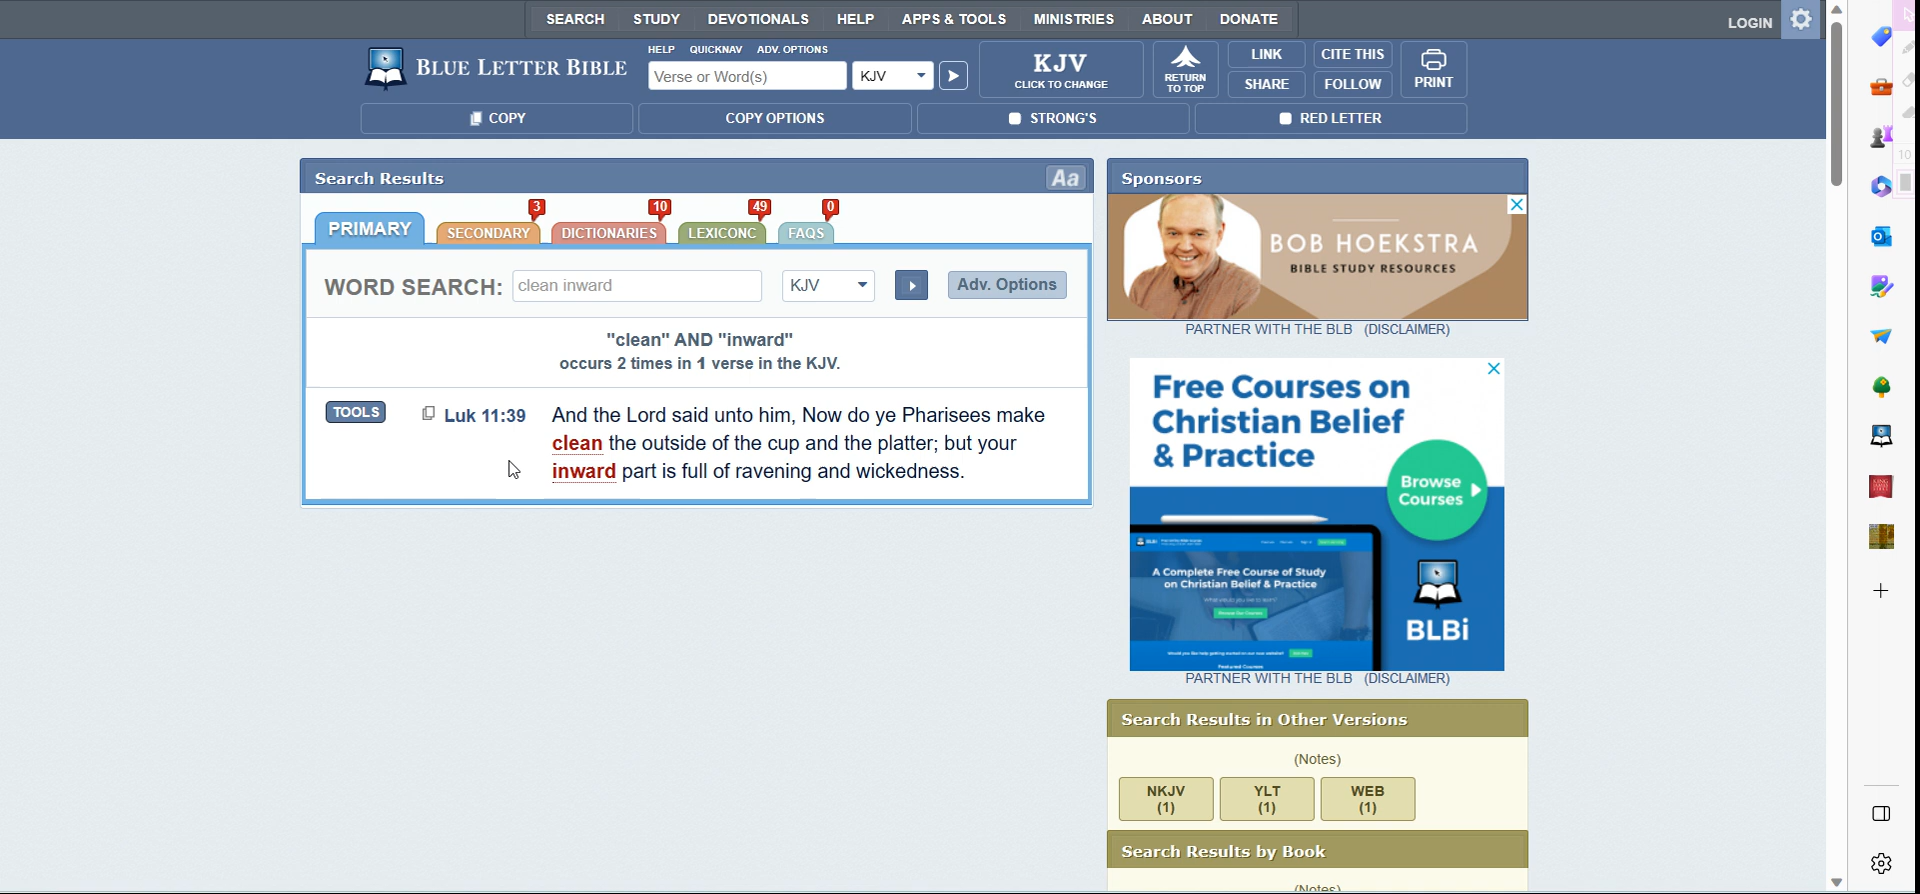 SEARCH STUDY DEVOTIONALS HELP APPS & TOOLS MINISTRIES ABOUT DONATE
LOGIN
BLUE LETTER BIBLE
HELP QUICKNAV ADV. OPTIONS
Verse or Word(s)
KJV
KJV
CLICK TO CHANGE
RETURN
TO TOP
LINK
CITE THIS
SHARE
FOLLOW
PRINT
COPY
COPY OPTIONS
STRONG'S
RED LETTER
Search Results
Aa
3
10
49
0
PRIMARY
SECONDARY
DICTIONARIES
LEXICONC
FAQS
WORD SEARCH:
clean inward
KJV
Adv. Options
"clean" AND "inward"
occurs 2 times in 1 verse in the KJV.
TOOLS
Luk 11:39
And the Lord said unto him, Now do ye Pharisees make
clean the outside of the cup and the platter; but your
inward part is full of ravening and wickedness.
Sponsors
BOB HOEKSTRA
BIBLE STUDY RESOURCES
PARTNER WITH THE BLB (DISCLAIMER)
Free Courses on
Christian Belief
& Practice
Browse
Courses
A Complete Free Course of Study
on Christian Belief & Practice
Featured Courses
BLBi
PARTNER WITH THE BLB (DISCLAIMER)
Search Results in Other Versions
(Notes)
NKJV
(1)
YLT
(1)
WEB
(1)
Search Results by Book
(Notes)
10